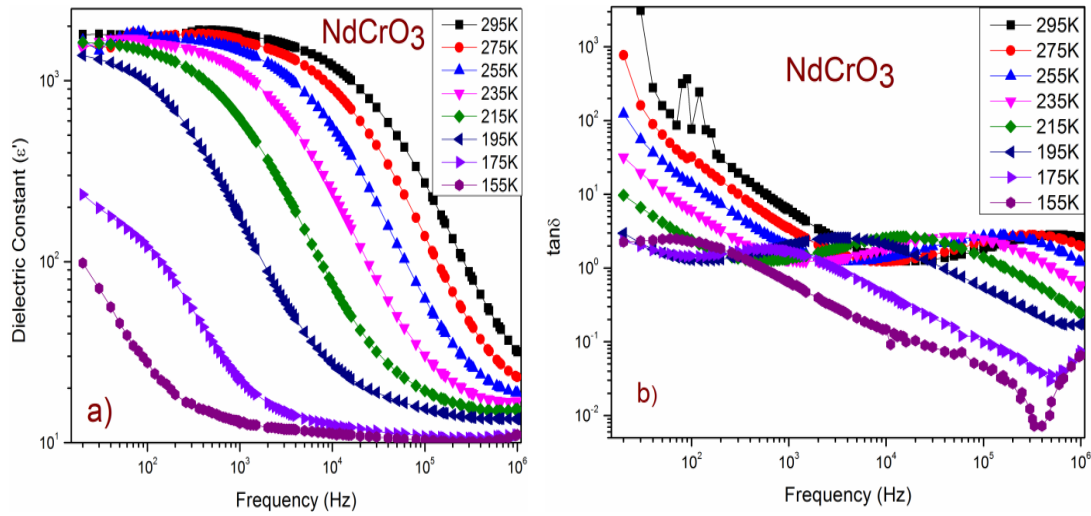 NdCrO3
295K
275K
255K
235K
215K
195K
175K
155K
Dielectric Constant (ε')
10^3
10^2
10^1
a)
10^2
10^3
10^4
10^5
10^6
Frequency (Hz)
NdCrO3
295K
275K
255K
235K
215K
195K
175K
155K
tanδ
10^3
10^2
10^1
10^0
10^-1
10^-2
b)
10^2
10^3
10^4
10^5
10^6
Frequency (Hz)